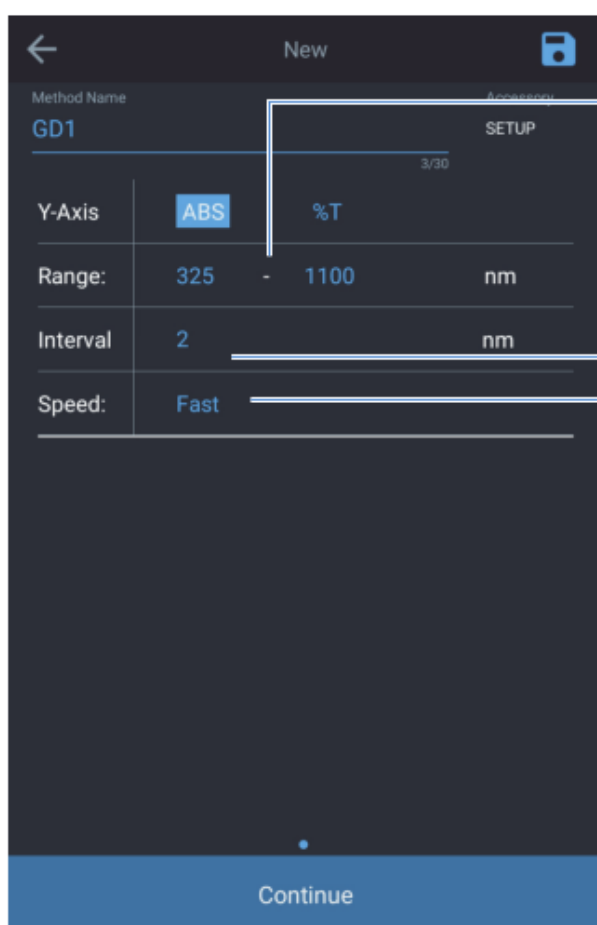 New
Method Name Accessory
GD1 SETUP
3/30
Y-Axis ABS %T
Range: 325 - 1100 nm
Interval 2 nm
Speed: Fast
Continue